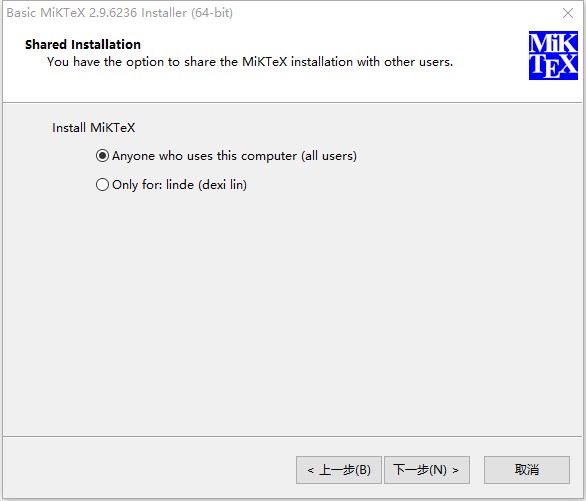 Basic MiKTeX 2.9.6236 Installer (64-bit)
Shared Installation
You have the option to share the MiKTeX installation with other users.
MiK
TEX
Install MiKTeX
Anyone who uses this computer (all users)
Only for: linde (dexi lin)
< 上一步(B)
下一步(N) >
取消